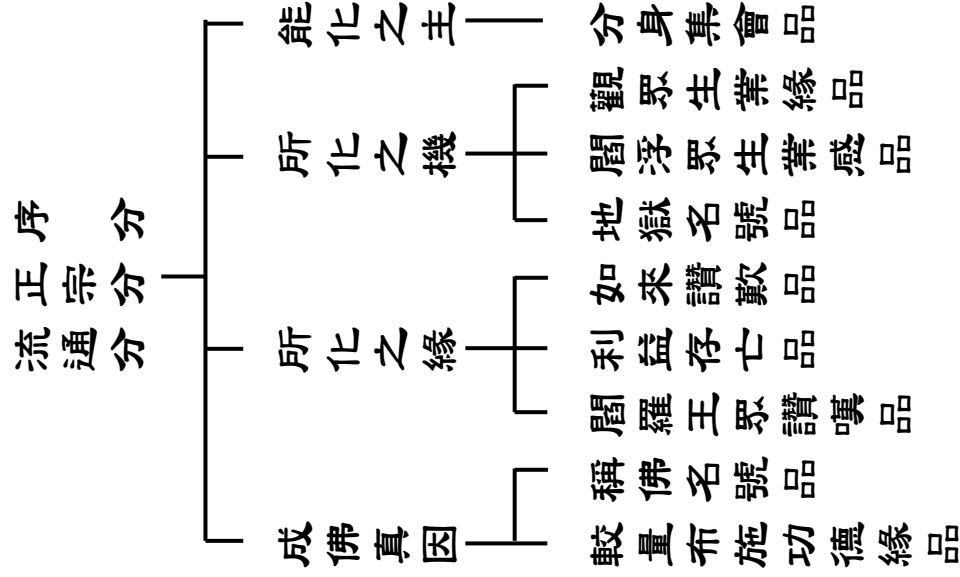 序分
正宗分
流通分
能化之主
分身集會品
所化之機
觀眾生業緣品
閻浮眾生業感品
地獄名號品
所化之緣
如來讚歎品
利益存亡品
閻羅王眾讚嘆品
成佛真因
稱佛名號品
較量布施功德緣品